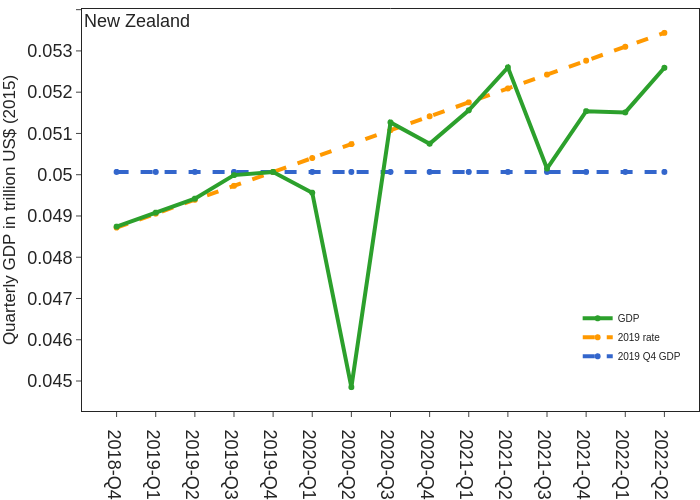 New Zealand
Quarterly GDP in trillion US$ (2015)
0.053
0.052
0.051
0.05
0.049
0.048
0.047
0.046
0.045
GDP
2019 rate
2019 Q4 GDP
2018-Q4
2019-Q1
2019-Q2
2019-Q3
2019-Q4
2020-Q1
2020-Q2
2020-Q3
2020-Q4
2021-Q1
2021-Q2
2021-Q3
2021-Q4
2022-Q1
2022-Q2